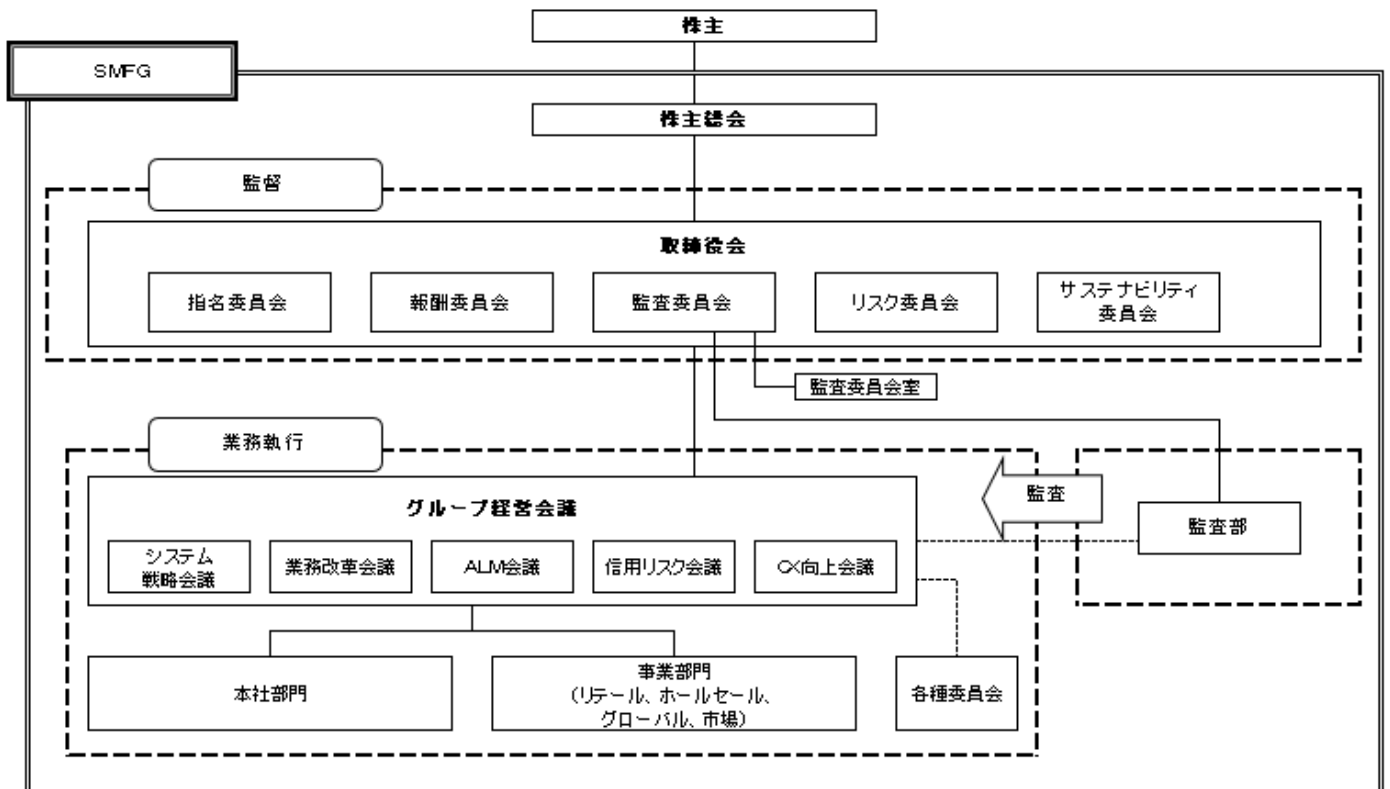 株主
SMFG
株主総会
監督
取締役会
指名委員会
報酬委員会
監査委員会
リスク委員会
サステナビリティ
委員会
監査委員会室
業務執行
グループ経営会議
監査
監査部
システム
戦略会議
業務改革会議
ALM会議
信用リスク会議
CX向上会議
本社部門
事業部門
(リテール、ホールセール、
グローバル、市場)
各種委員会